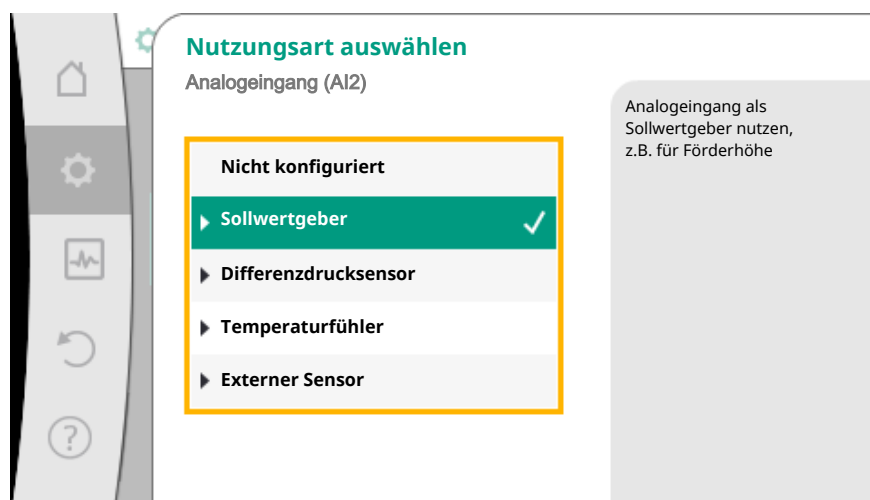 Nutzungsart auswählen
Analogeingang (AI2)
Nicht konfiguriert
Sollwertgeber
Differenzdrucksensor
Temperaturfühler
Externer Sensor
Analogeingang als
Sollwertgeber nutzen,
z.B. für Förderhöhe
?